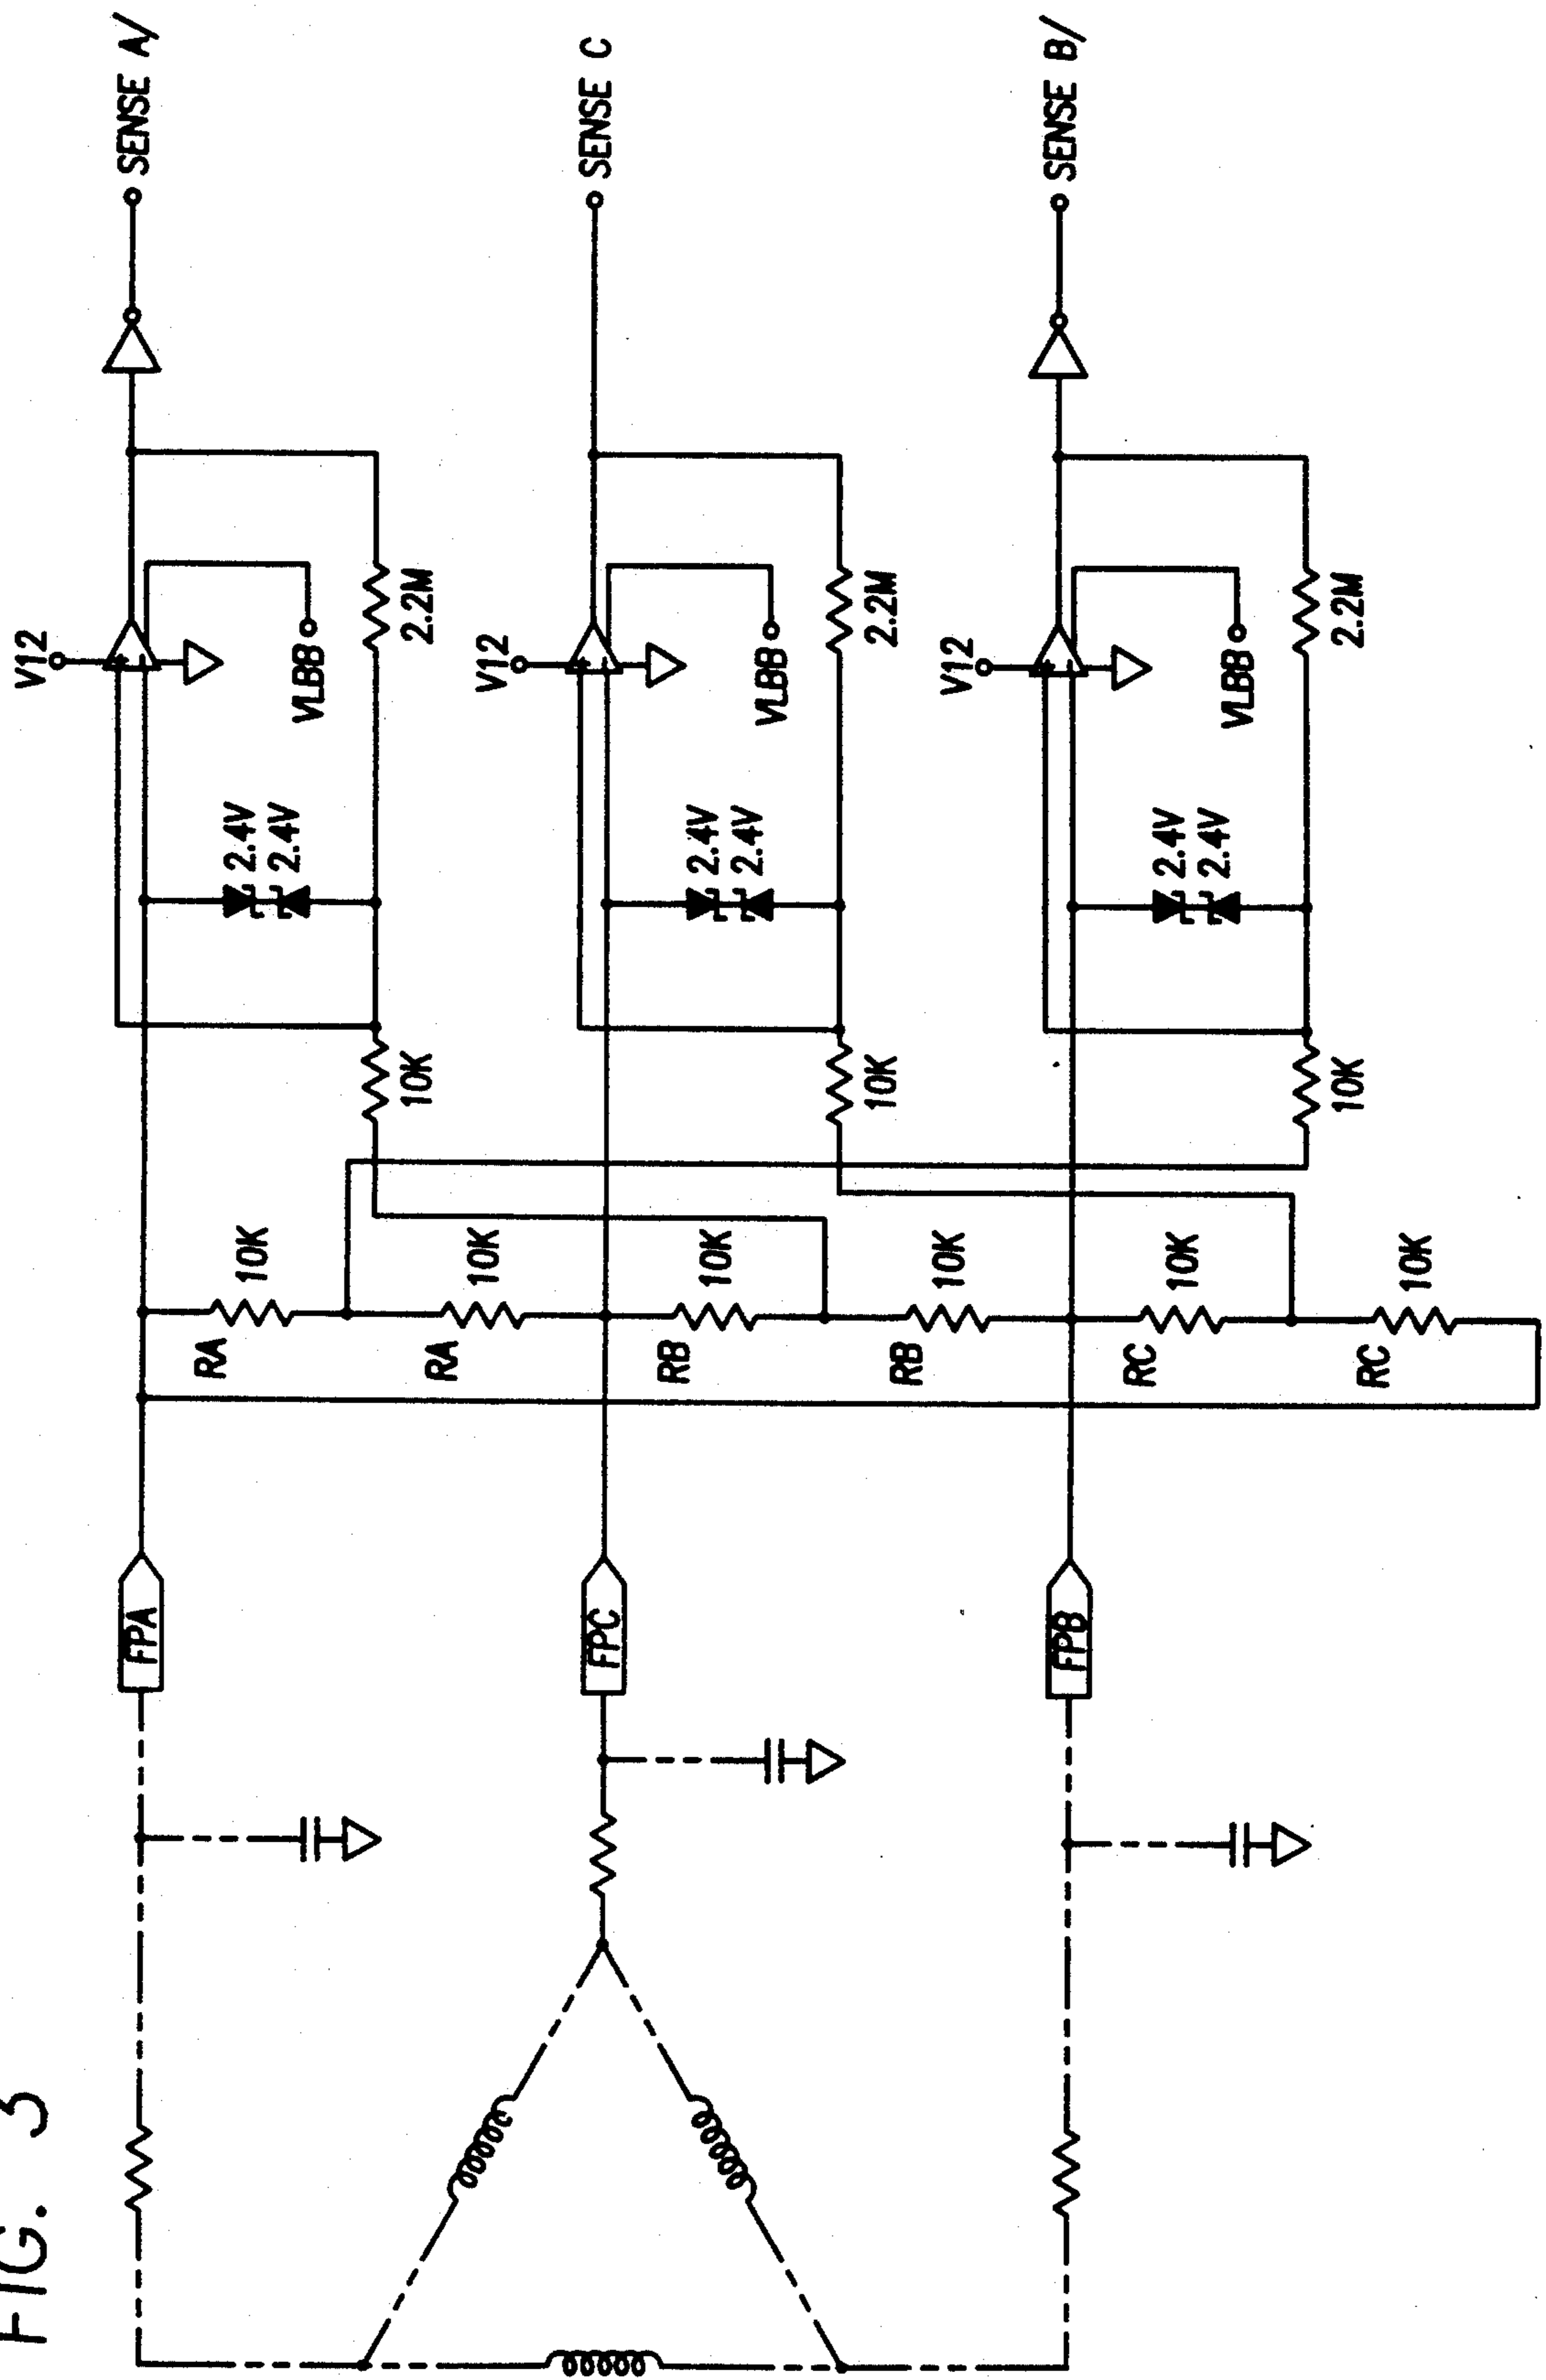 FIG. 3
FPA
FPC
FPB
RA
10K
RA
10K
RB
10K
RB
10K
RC
10K
RC
10K
10K
2.4V
2.4V
V12
VLBB
2.2M
SENSE A/
10K
2.4V
2.4V
V12
VLBB
2.2M
SENSE C
10K
2.4V
2.4V
V12
VLBB
2.2M
SENSE B/